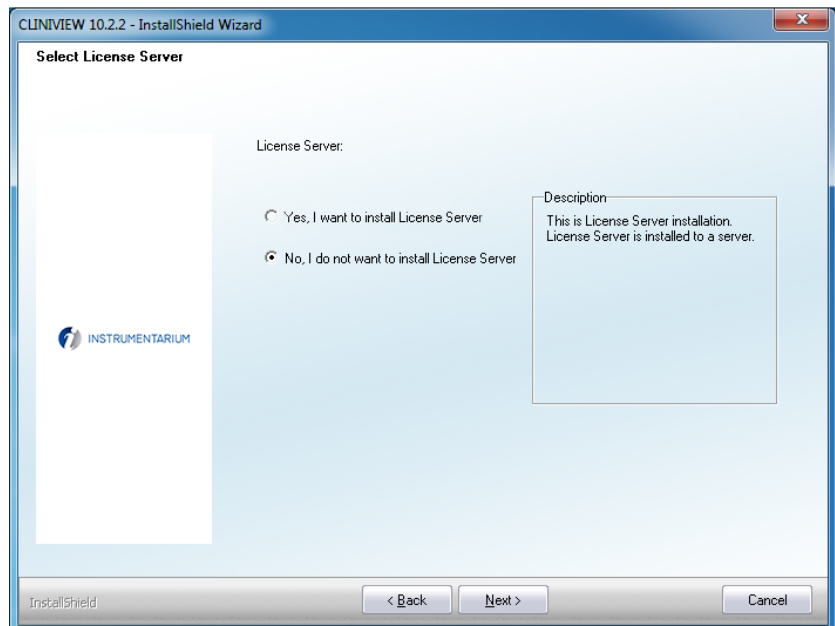 CLINIVIEW 10.2.2 - InstallShield Wizard
Select License Server
License Server:
Yes, I want to install License Server
No, I do not want to install License Server
Description
This is License Server installation.
License Server is installed to a server.
INSTRUMENTARIUM
InstallShield
< Back
Next >
Cancel